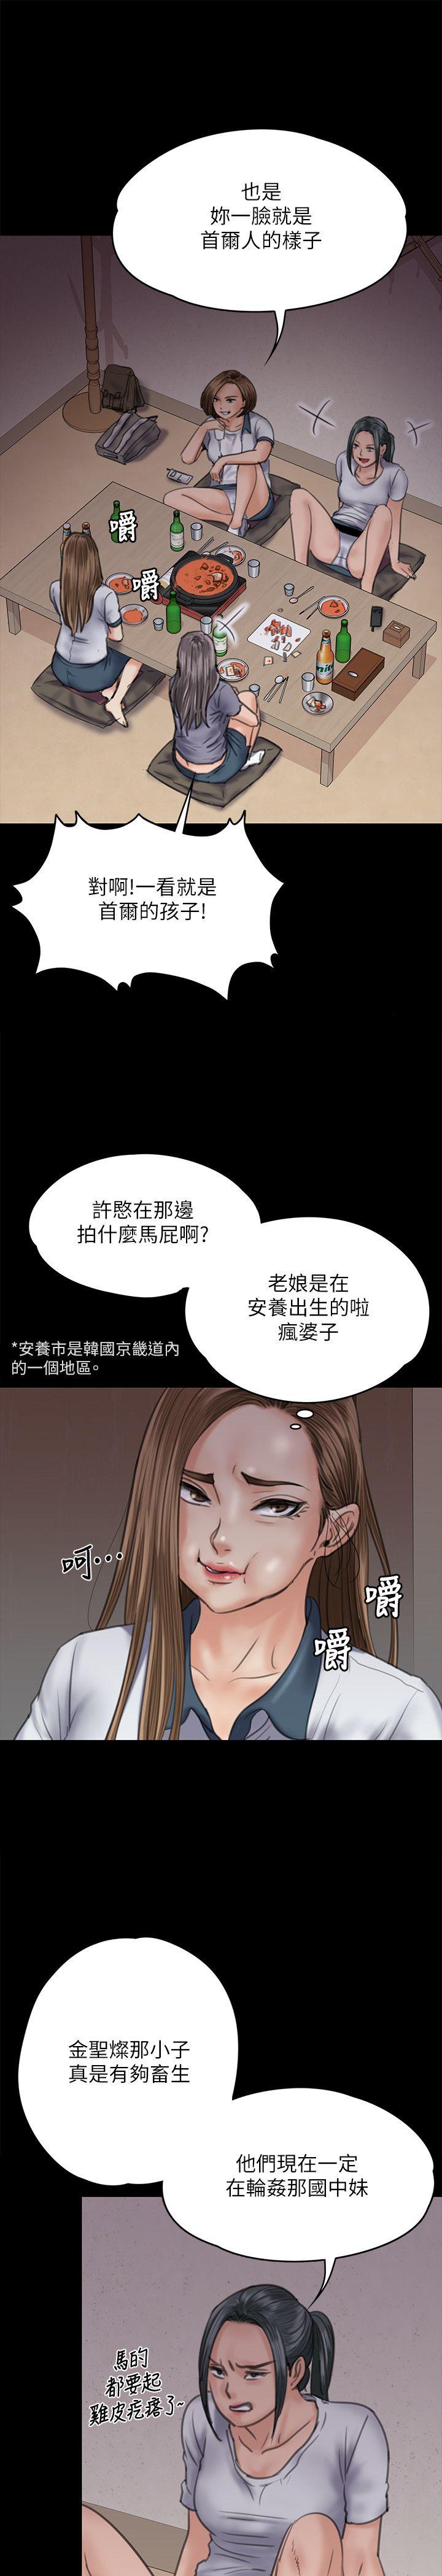 也是
妳一臉就是
首爾人的樣子
嚼
嚼
對啊!一看就是
首爾的孩子!
許愍在那邊
拍什麼馬屁啊?
老娘是在
安養出生的啦
瘋婆子
*安養市是韓國京畿道內
的一個地區。
呵…
嚼
嚼
金聖燦那小子
真是有夠畜生
他們現在一定
在輪姦那國中妹
馬的
都要起
雞皮疙瘩了~